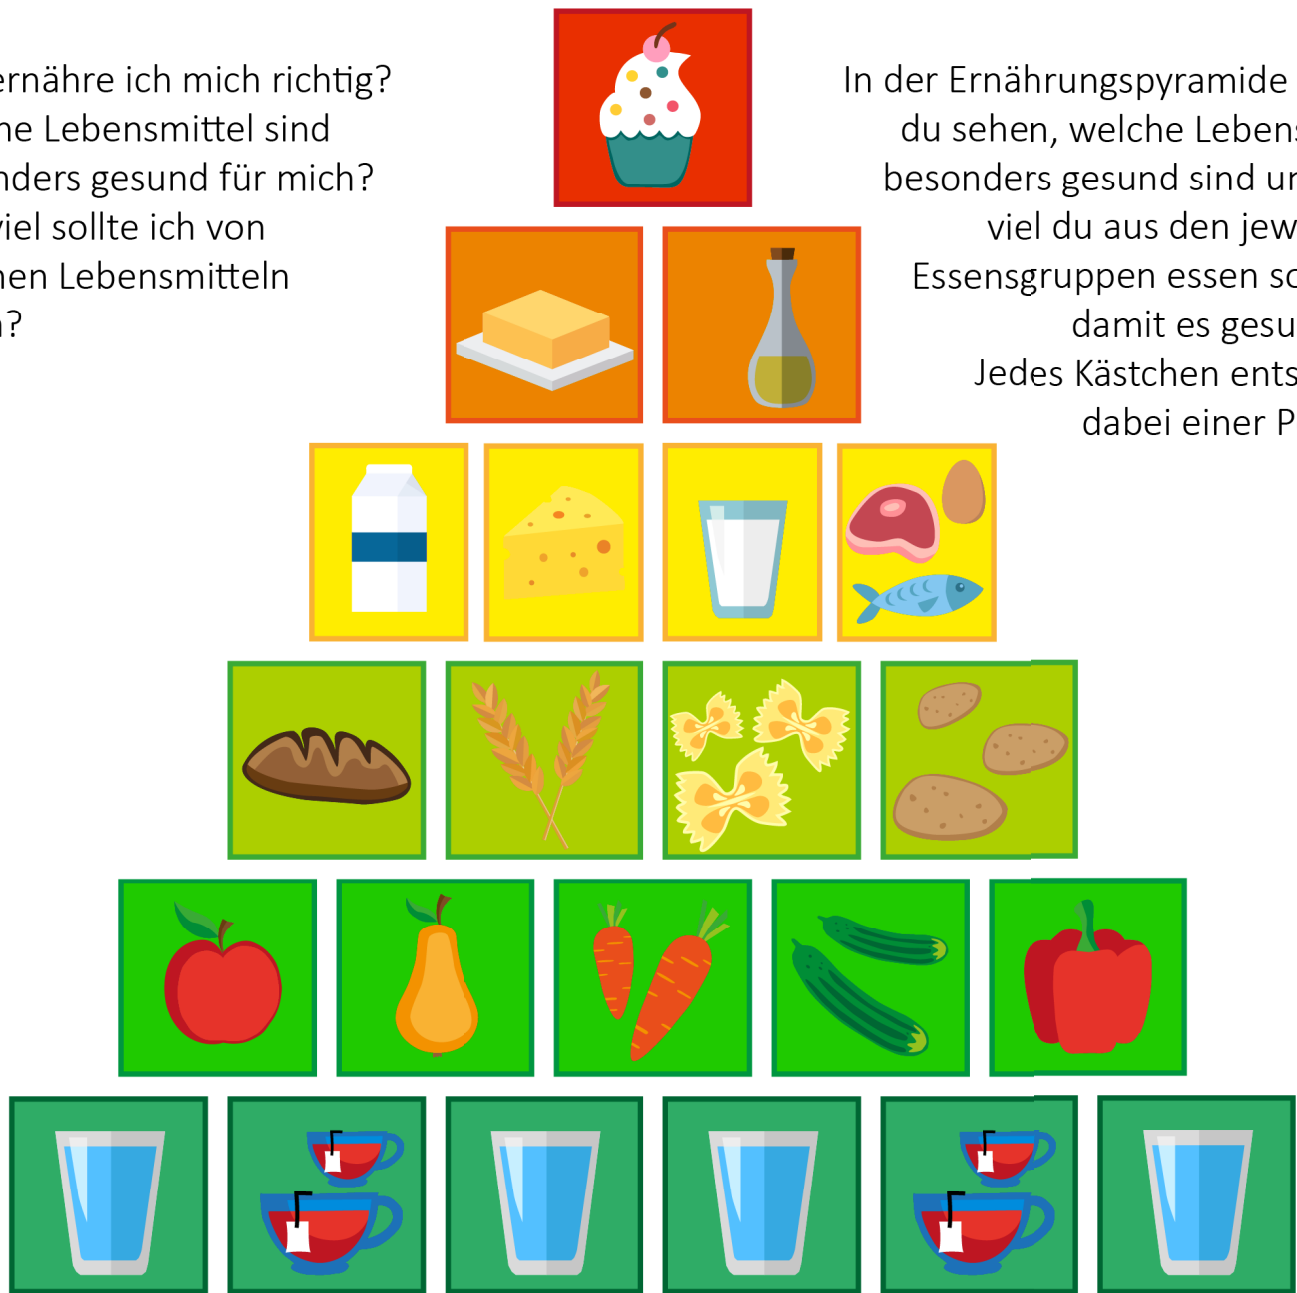 ernähre ich mich richtig?
ne Lebensmittel sind
nders gesund für mich?
viel sollte ich von
nen Lebensmitteln
n?
In der Ernährungspyramide
du sehen, welche Lebens
besonders gesund sind un
viel du aus den jew
Essensgruppen essen so
damit es gesu
Jedes Kästchen ents
dabei einer P